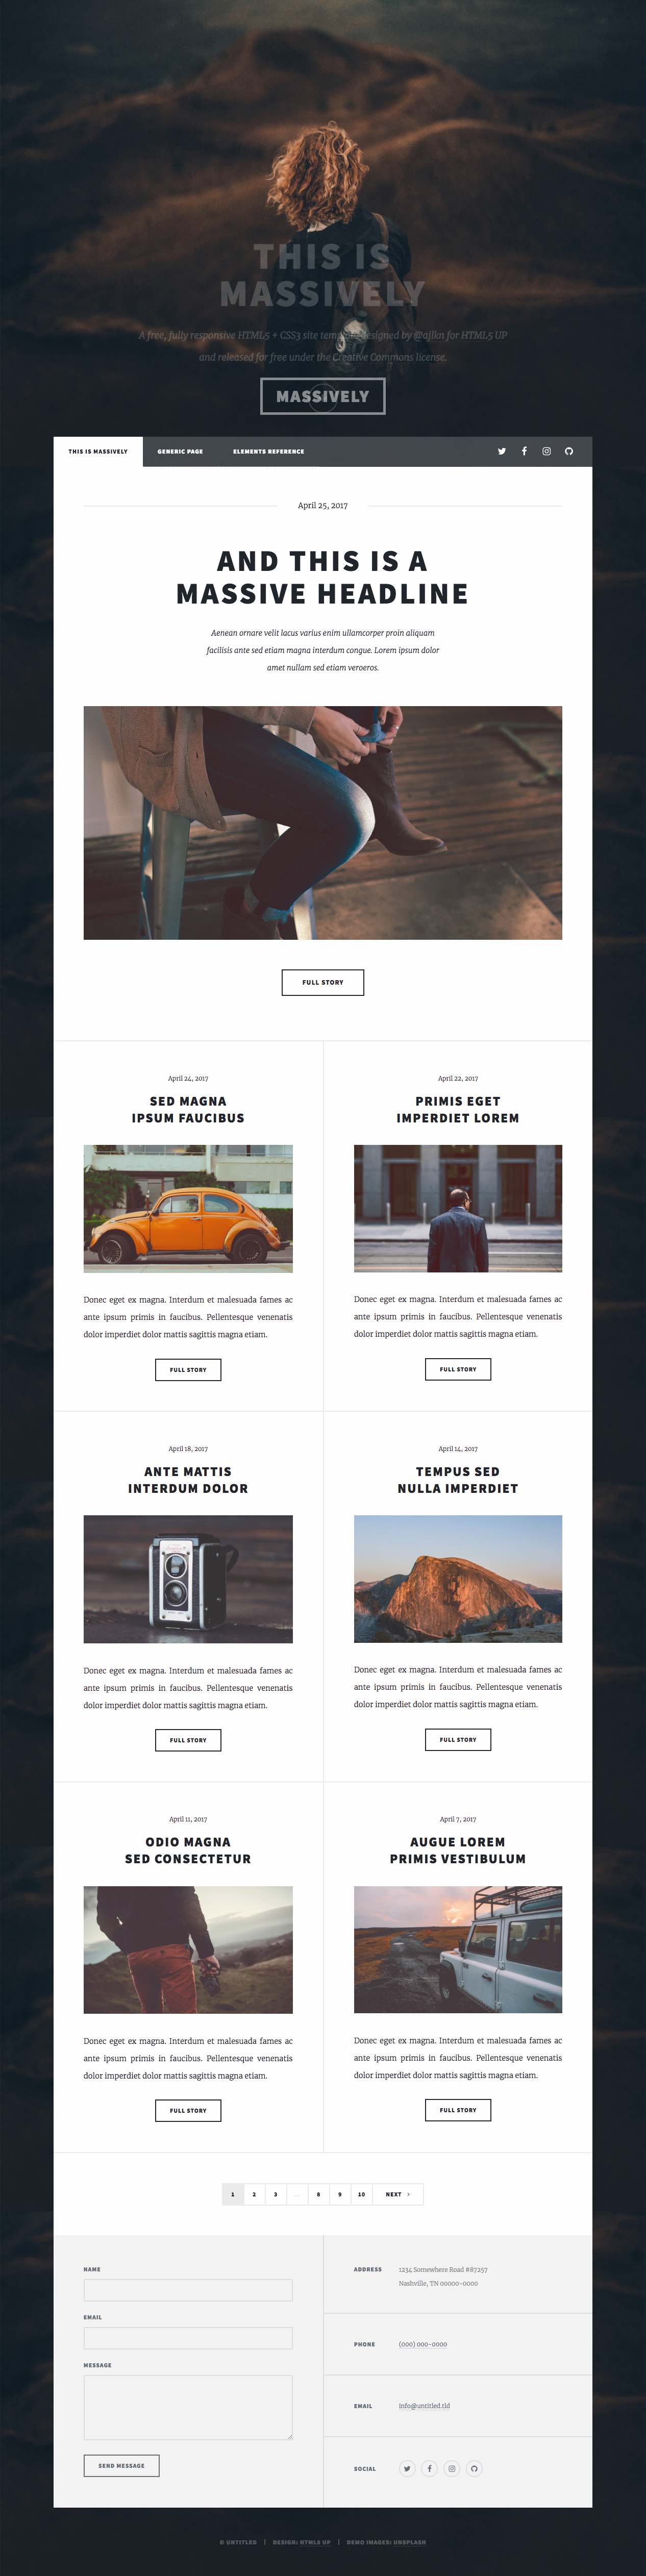 THIS IS
MASSIVELY
A free, fully responsive HTML5 + CSS3 site template designed by @ajlkn for HTML5 UP
and released for free under the Creative Commons license.
MASSIVELY
THIS IS MASSIVELY GENERIC PAGE ELEMENTS REFERENCE
April 25, 2017
AND THIS IS A
MASSIVE HEADLINE
Aenean ornare velit lacus varius enim ullamcorper proin aliquam
facilisis ante sed etiam magna interdum congue. Lorem ipsum dolor
amet nullam sed etiam veroeros.
FULL STORY
April 24, 2017
SED MAGNA
IPSUM FAUCIBUS
Donec eget ex magna. Interdum et malesuada fames ac
ante ipsum primis in faucibus. Pellentesque venenatis
dolor imperdiet dolor mattis sagittis magna etiam.
FULL STORY
April 22, 2017
PRIMIS EGET
IMPERDIET LOREM
Donec eget ex magna. Interdum et malesuada fames ac
ante ipsum primis in faucibus. Pellentesque venenatis
dolor imperdiet dolor mattis sagittis magna etiam.
FULL STORY
April 18, 2017
ANTE MATTIS
INTERDUM DOLOR
Donec eget ex magna. Interdum et malesuada fames ac
ante ipsum primis in faucibus. Pellentesque venenatis
dolor imperdiet dolor mattis sagittis magna etiam.
FULL STORY
April 14, 2017
TEMPUS SED
NULLA IMPERDIET
Donec eget ex magna. Interdum et malesuada fames ac
ante ipsum primis in faucibus. Pellentesque venenatis
dolor imperdiet dolor mattis sagittis magna etiam.
FULL STORY
April 11, 2017
ODIO MAGNA
SED CONSECTETUR
Donec eget ex magna. Interdum et malesuada fames ac
ante ipsum primis in faucibus. Pellentesque venenatis
dolor imperdiet dolor mattis sagittis magna etiam.
FULL STORY
April 7, 2017
AUGUE LOREM
PRIMIS VESTIBULUM
Donec eget ex magna. Interdum et malesuada fames ac
ante ipsum primis in faucibus. Pellentesque venenatis
dolor imperdiet dolor mattis sagittis magna etiam.
FULL STORY
1 2 3 … 8 9 10 NEXT
NAME
EMAIL
MESSAGE
SEND MESSAGE
ADDRESS 1234 Somewhere Road #87257
Nashville, TN 00000-0000
PHONE (000) 000-0000
EMAIL info@untitled.tld
SOCIAL
© UNTITLED | DESIGN: HTML5 UP | DEMO IMAGES: UNSPLASH